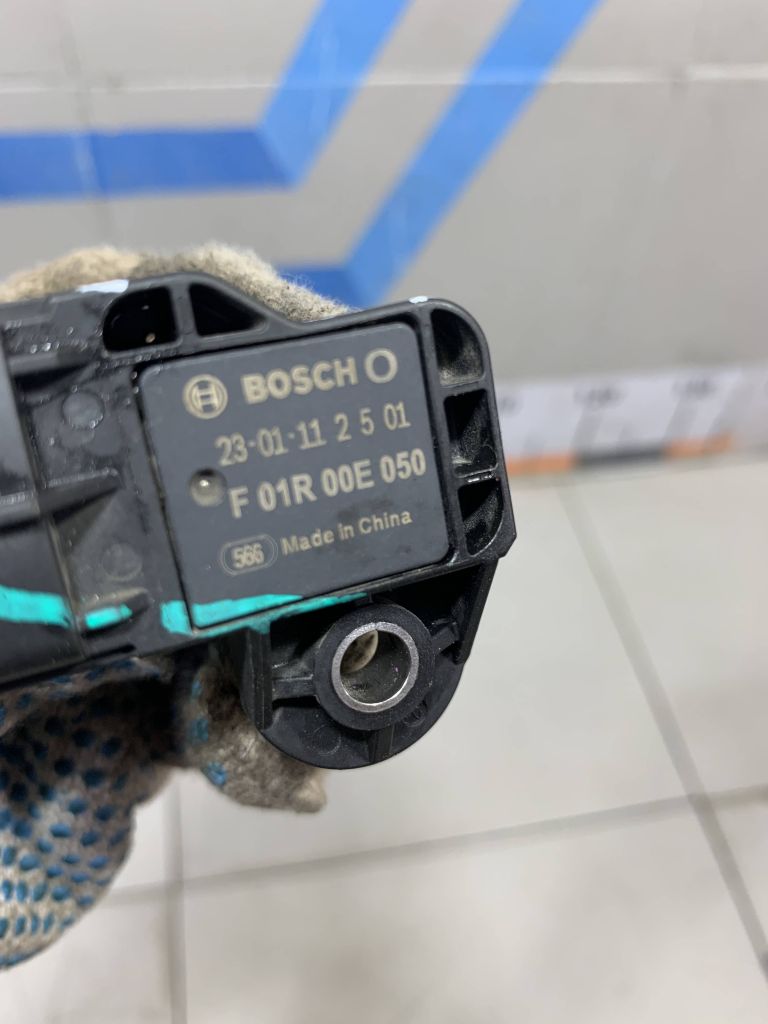 BOSCH
23-01-11 2 5 01
F 01R 00E 050
566 Made in China